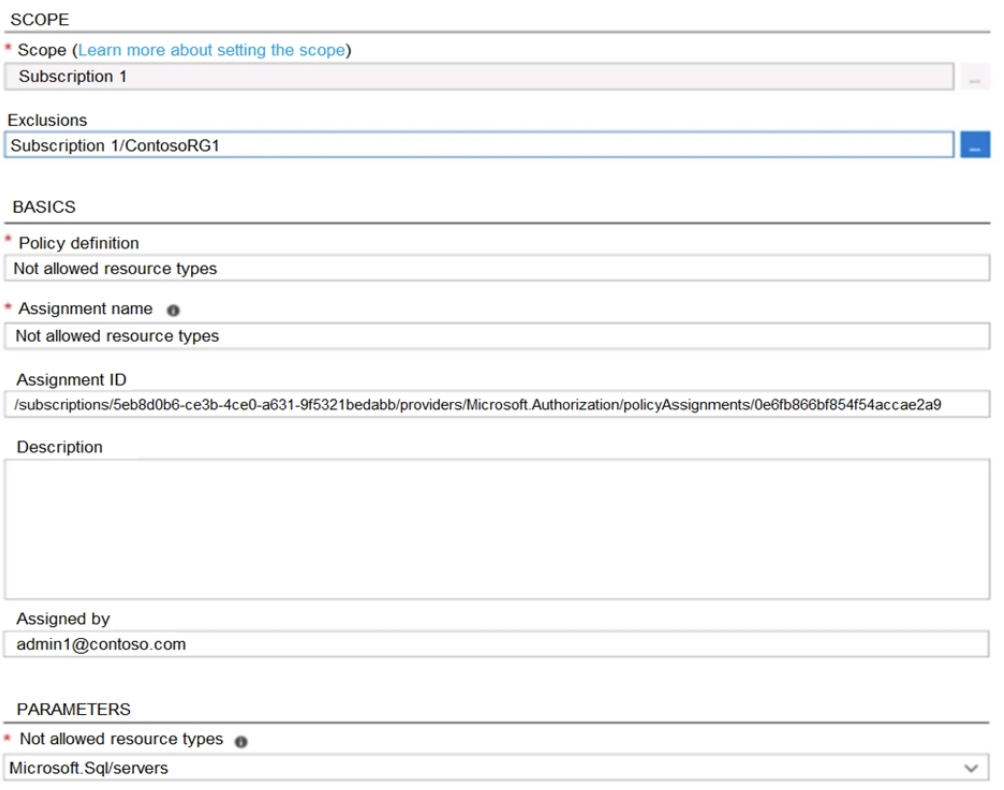 SCOPE
* Scope (Learn more about setting the scope)
Subscription 1
...
Exclusions
Subscription 1/ContosoRG1
...
BASICS
* Policy definition
Not allowed resource types
* Assignment name
Not allowed resource types
Assignment ID
/subscriptions/5eb8d0b6-ce3b-4ce0-a631-9f5321bedabb/providers/Microsoft.Authorization/policyAssignments/0e6fb866bf854f54accae2a9
Description
Assigned by
admin1@contoso.com
PARAMETERS
* Not allowed resource types
Microsoft.Sql/servers